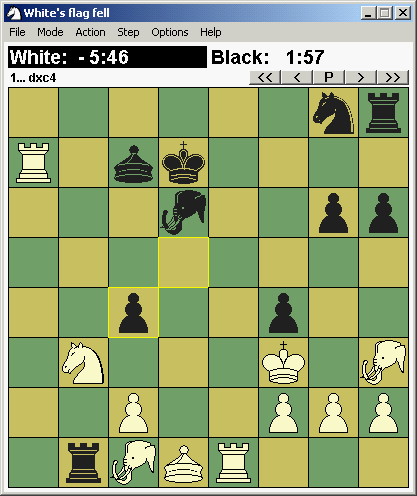 White's flag fell
File Mode Action Step Options Help
White: - 5:46 Black: 1:57
1... dxc4 << < P > >>